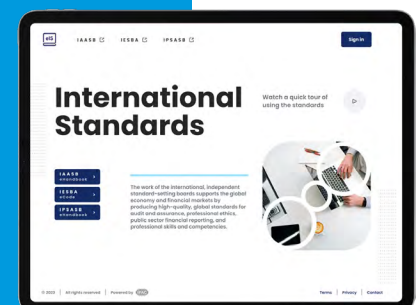 eIS
IAASB
IESBA
IPSASB
Sign in
International
Standards
Watch a quick tour of
using the standards
IAASB
eHandbook
IESBA
eCode
IPSASB
eHandbook
The work of the international, independent
standard-setting boards supports the global
economy and financial markets by
producing high-quality, global standards for
audit and assurance, professional ethics,
public sector financial reporting, and
professional skills and competencies.
All rights reserved | Powered by
Terms | Privacy | Contact